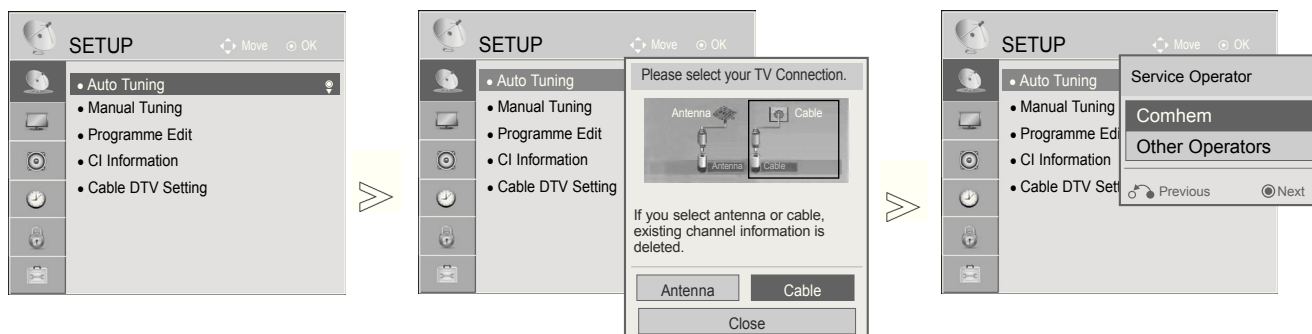 SETUP
Move OK
● Auto Tuning
● Manual Tuning
● Programme Edit
● CI Information
● Cable DTV Setting
SETUP
Move OK
● Auto Tuning
● Manual Tuning
● Programme Edit
● CI Information
● Cable DTV Setting
Please select your TV Connection.
Antenna Cable
Antenna Cable
If you select antenna or cable,
existing channel information is
deleted.
Antenna Cable
Close
SETUP
Move OK
● Auto Tuning
● Manual Tuning
● Programme Edi
● CI Information
● Cable DTV Sett
Service Operator
Comhem
Other Operators
Previous Next